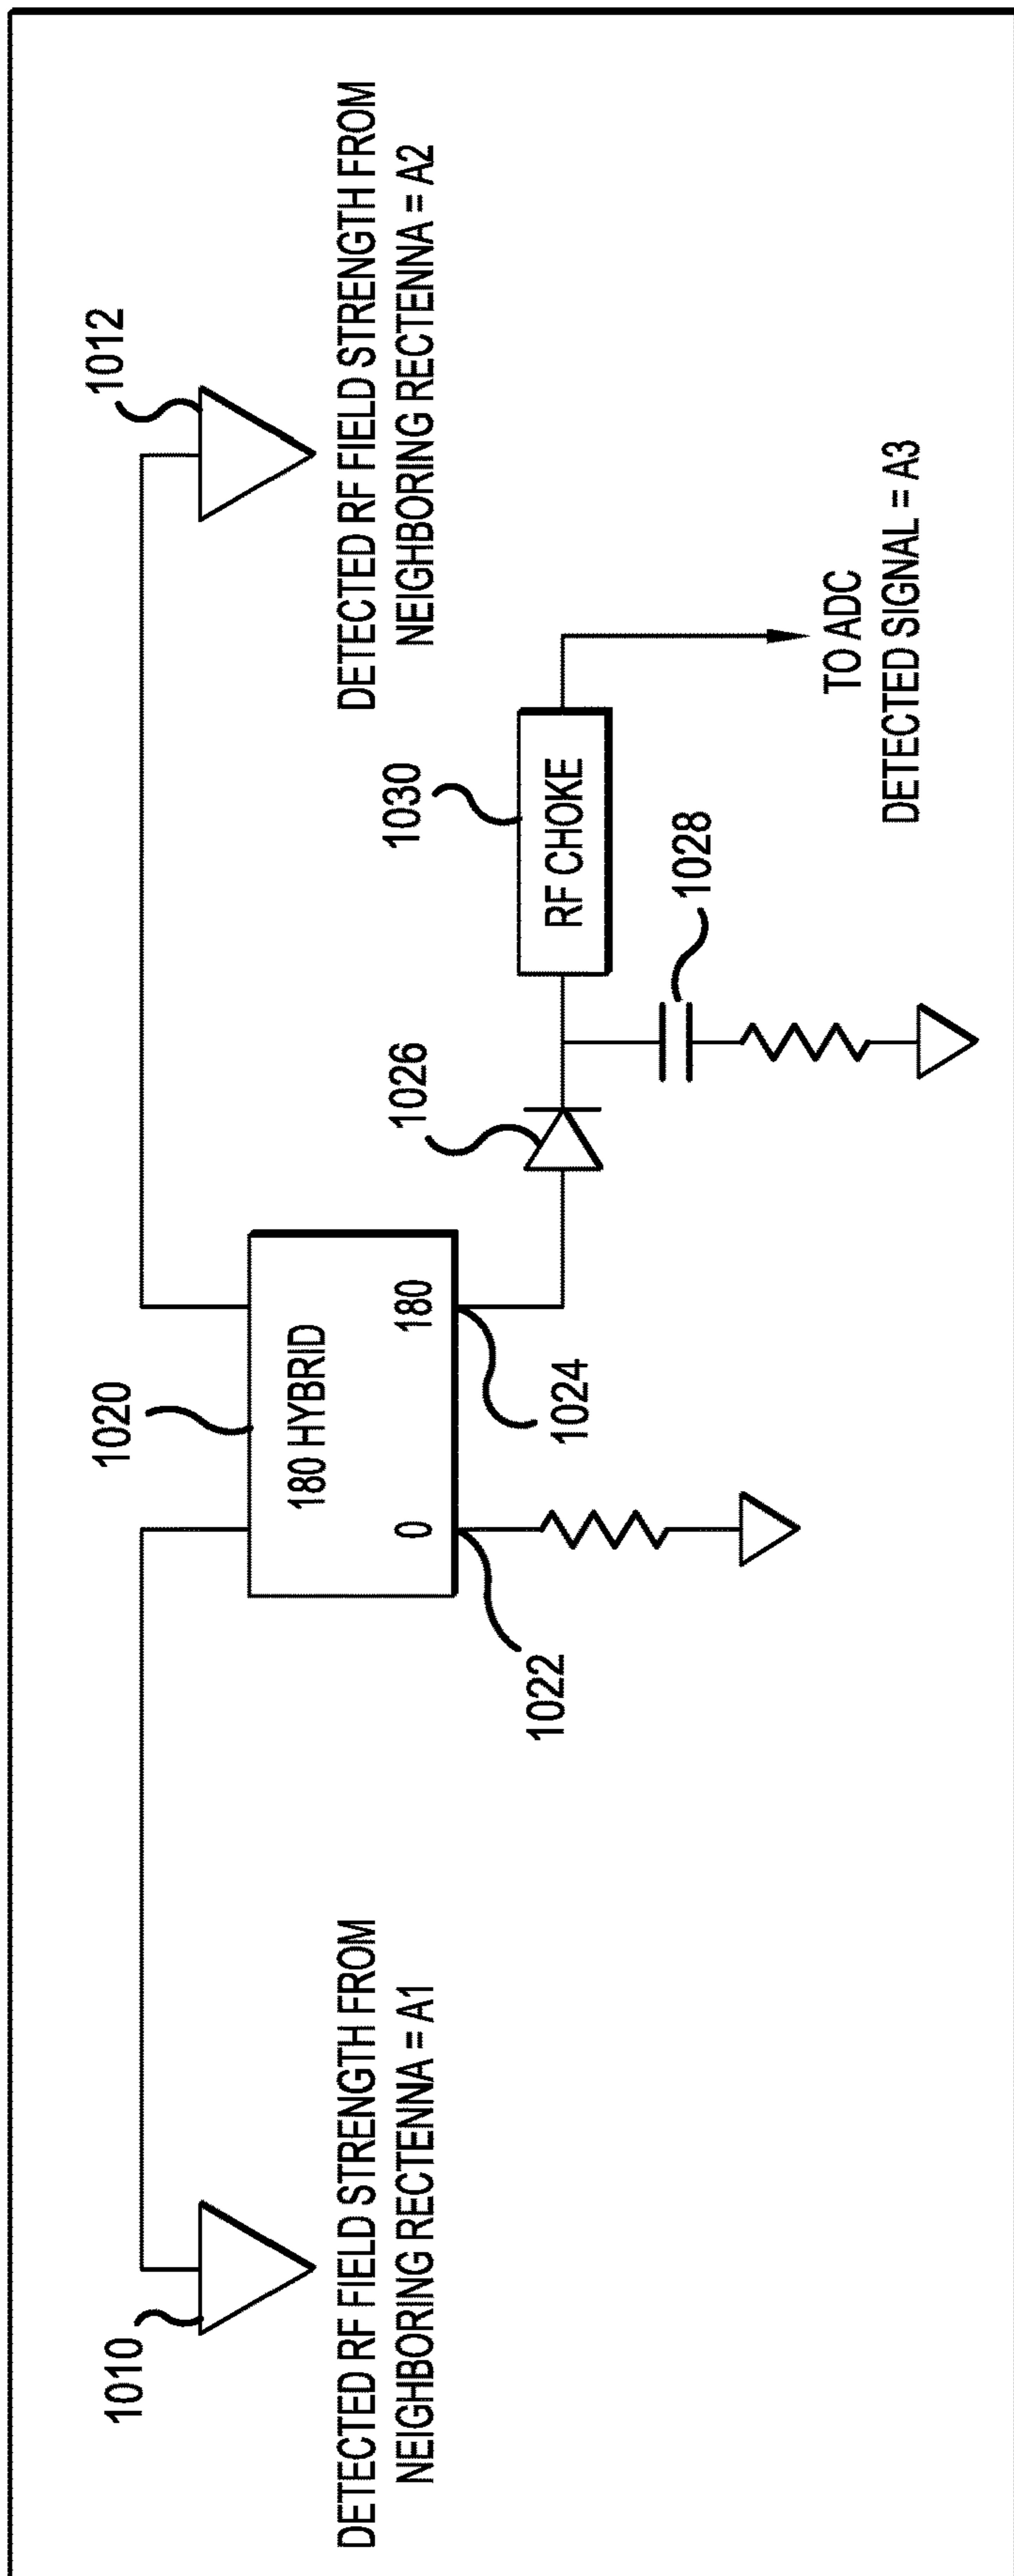 1010
DETECTED RF FIELD STRENGTH FROM
NEIGHBORING RECTENNA = A1
1020
180 HYBRID
0
180
1022
1024
1026
1028
1030
RF CHOKE
TO ADC
DETECTED SIGNAL = A3
1012
DETECTED RF FIELD STRENGTH FROM
NEIGHBORING RECTENNA = A2